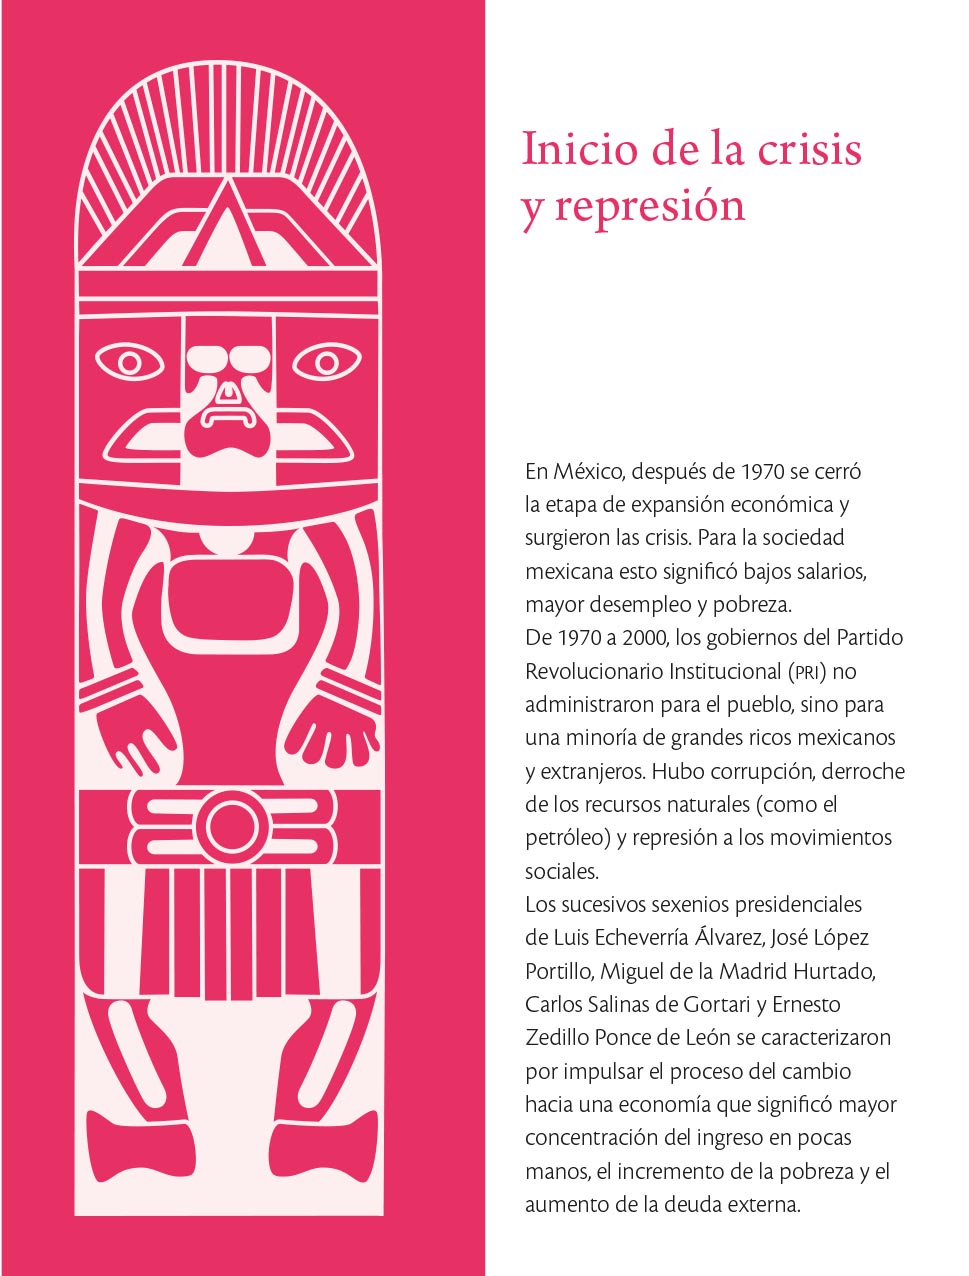 Inicio de la crisis
y represión
En México, después de 1970 se cerró
la etapa de expansión económica y
surgieron las crisis. Para la sociedad
mexicana esto significó bajos salarios,
mayor desempleo y pobreza.
De 1970 a 2000, los gobiernos del Partido
Revolucionario Institucional (PRI) no
administraron para el pueblo, sino para
una minoría de grandes ricos mexicanos
y extranjeros. Hubo corrupción, derroche
de los recursos naturales (como el
petróleo) y represión a los movimientos
sociales.
Los sucesivos sexenios presidenciales
de Luis Echeverría Álvarez, José López
Portillo, Miguel de la Madrid Hurtado,
Carlos Salinas de Gortari y Ernesto
Zedillo Ponce de León se caracterizaron
por impulsar el proceso del cambio
hacia una economía que significó mayor
concentración del ingreso en pocas
manos, el incremento de la pobreza y el
aumento de la deuda externa.